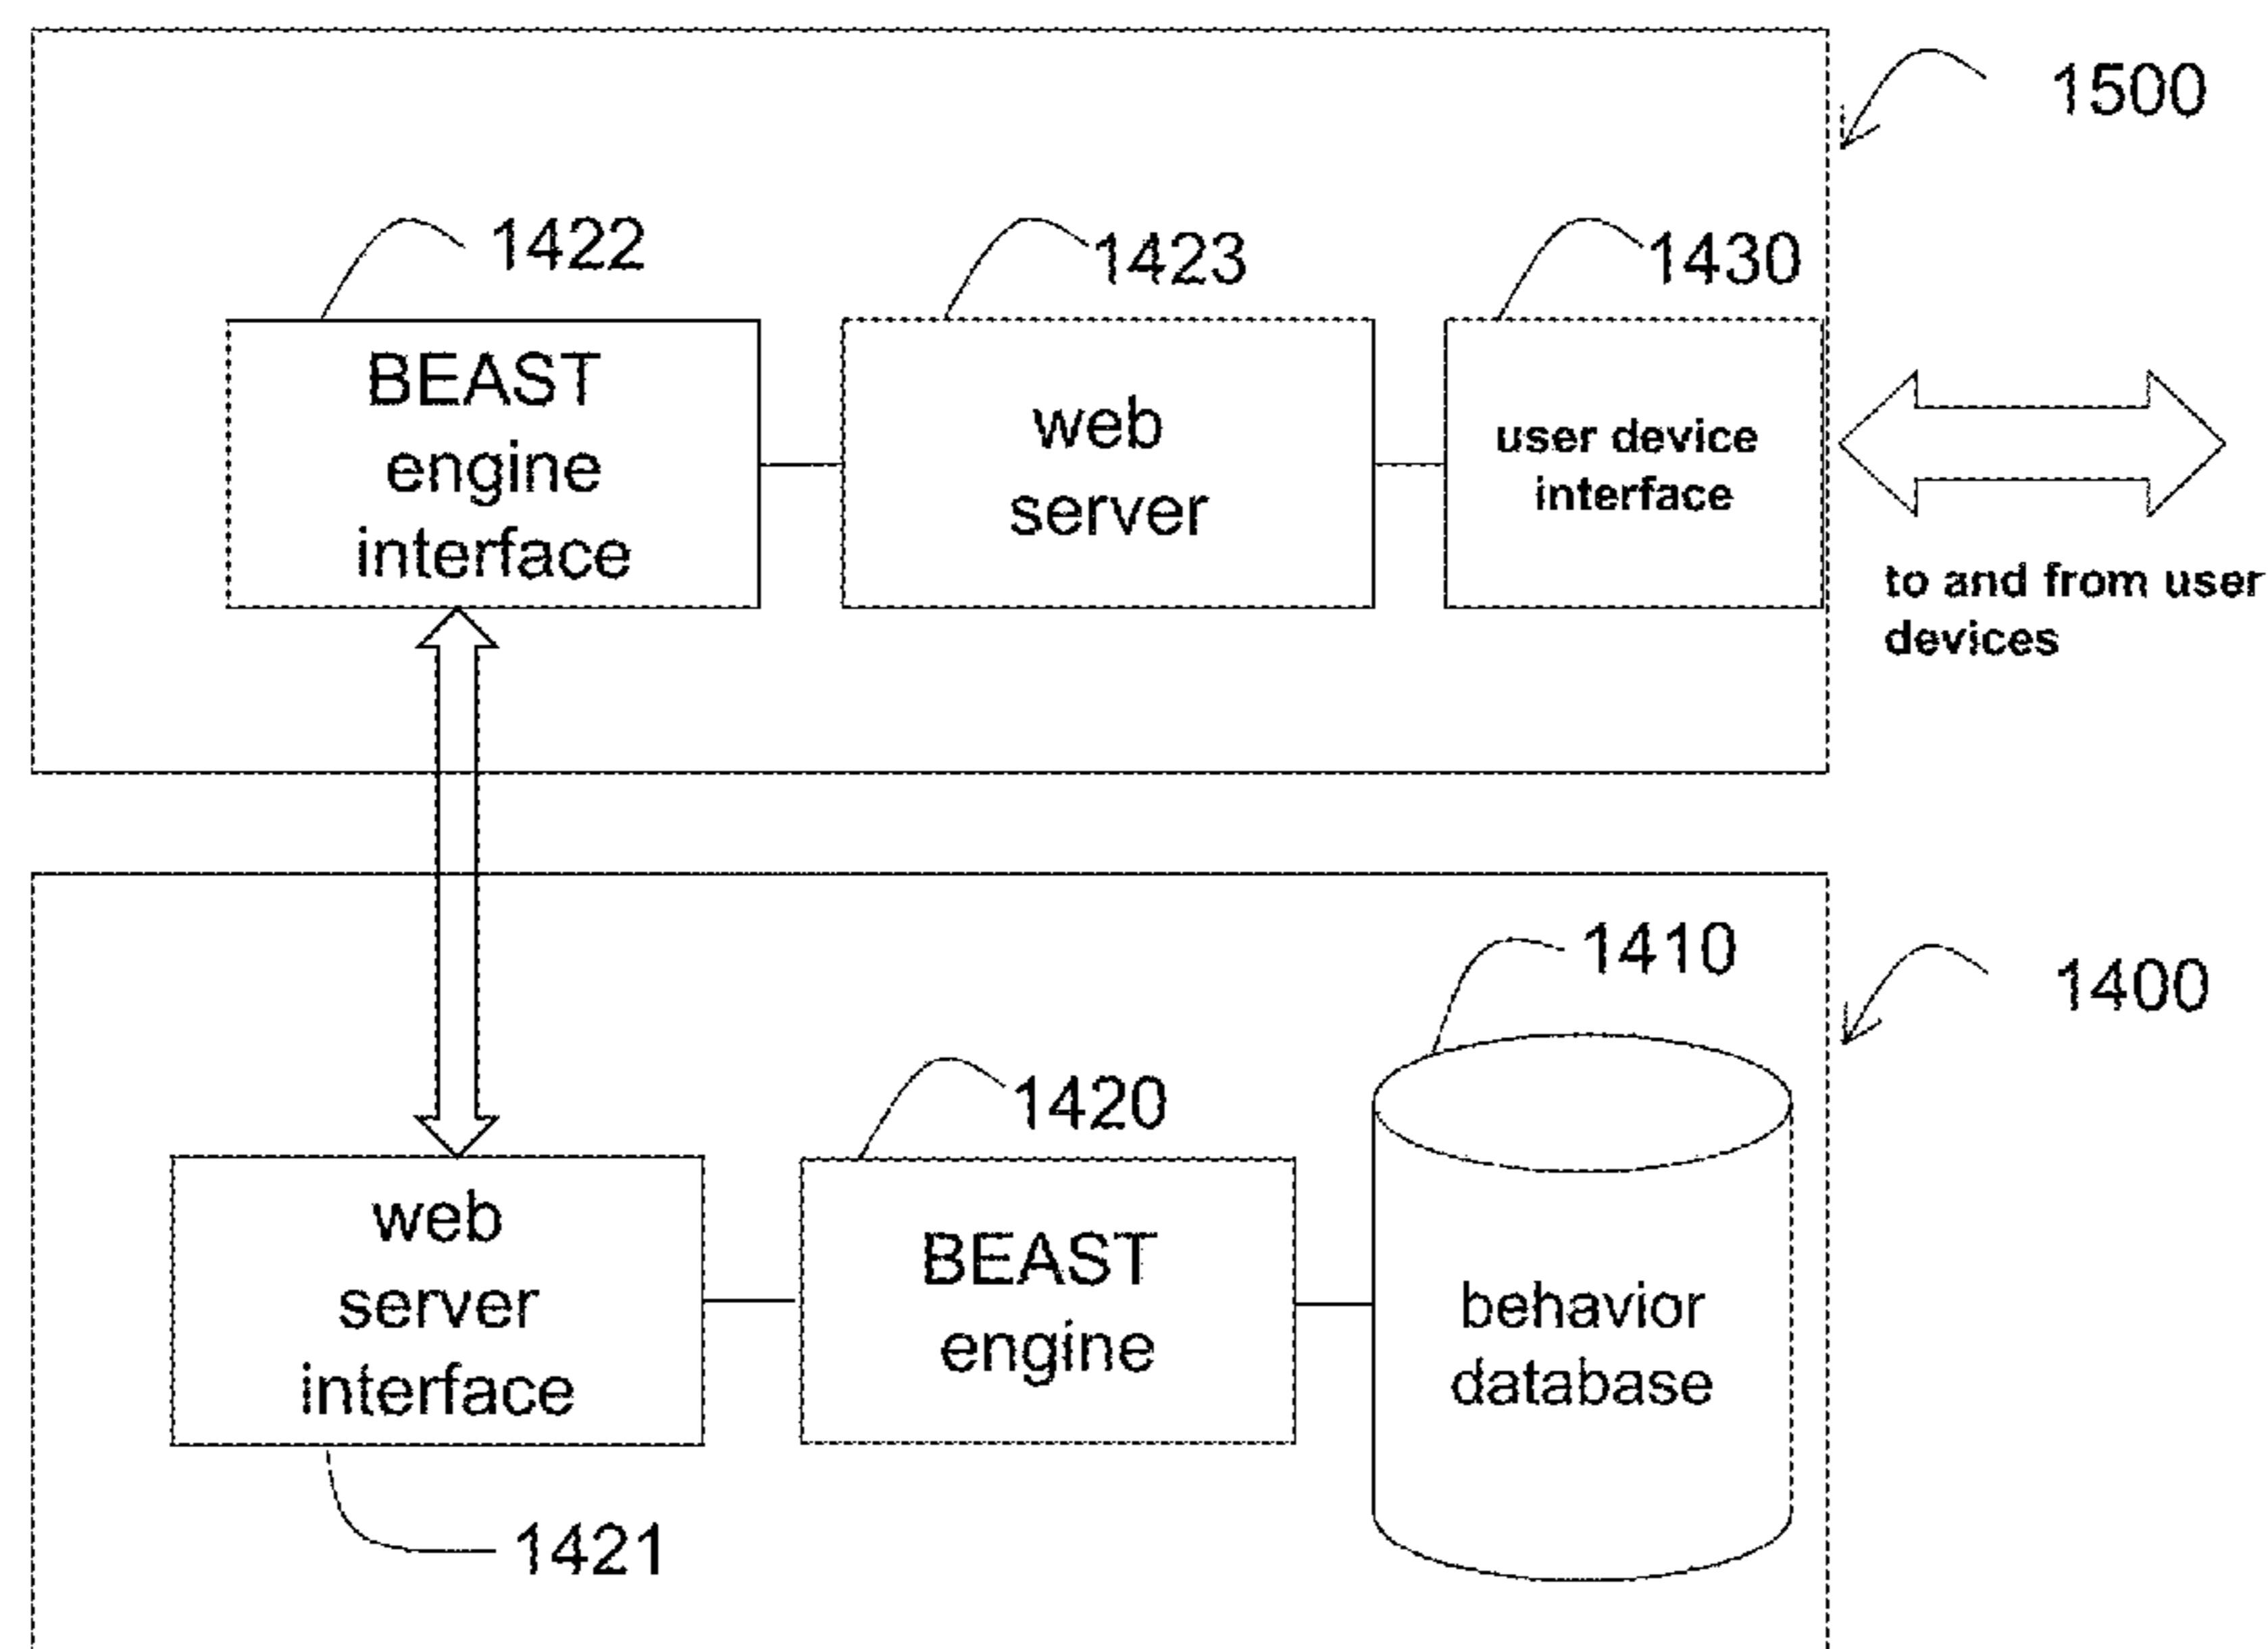 1500
1422
1423
1430
BEAST
engine
interface
web
server
user device
interface
to and from user
devices
1410
1400
1420
web
server
interface
BEAST
engine
behavior
database
1421